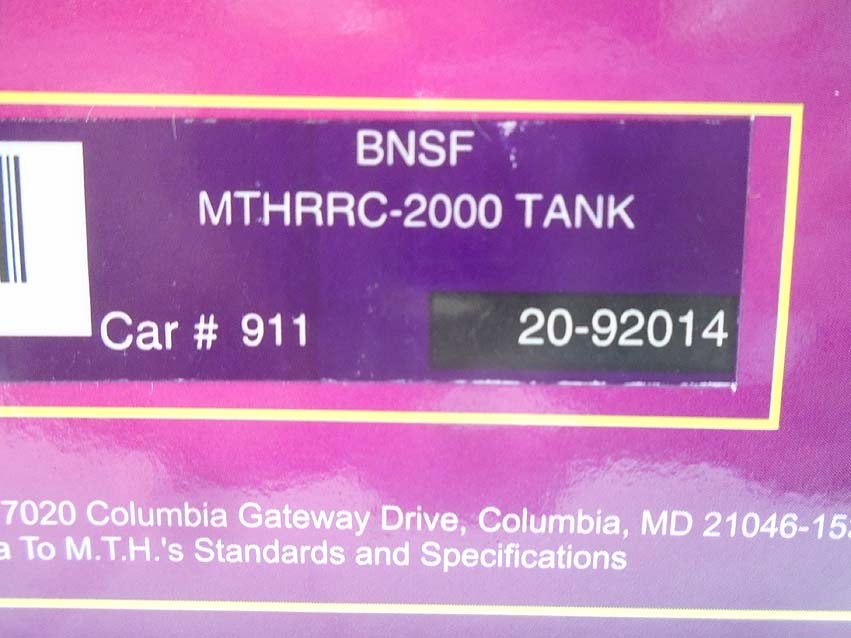 BNSF
MTHRRC-2000 TANK
Car # 911
20-92014
7020 Columbia Gateway Drive, Columbia, MD 21046-15
To M.T.H.'s Standards and Specifications